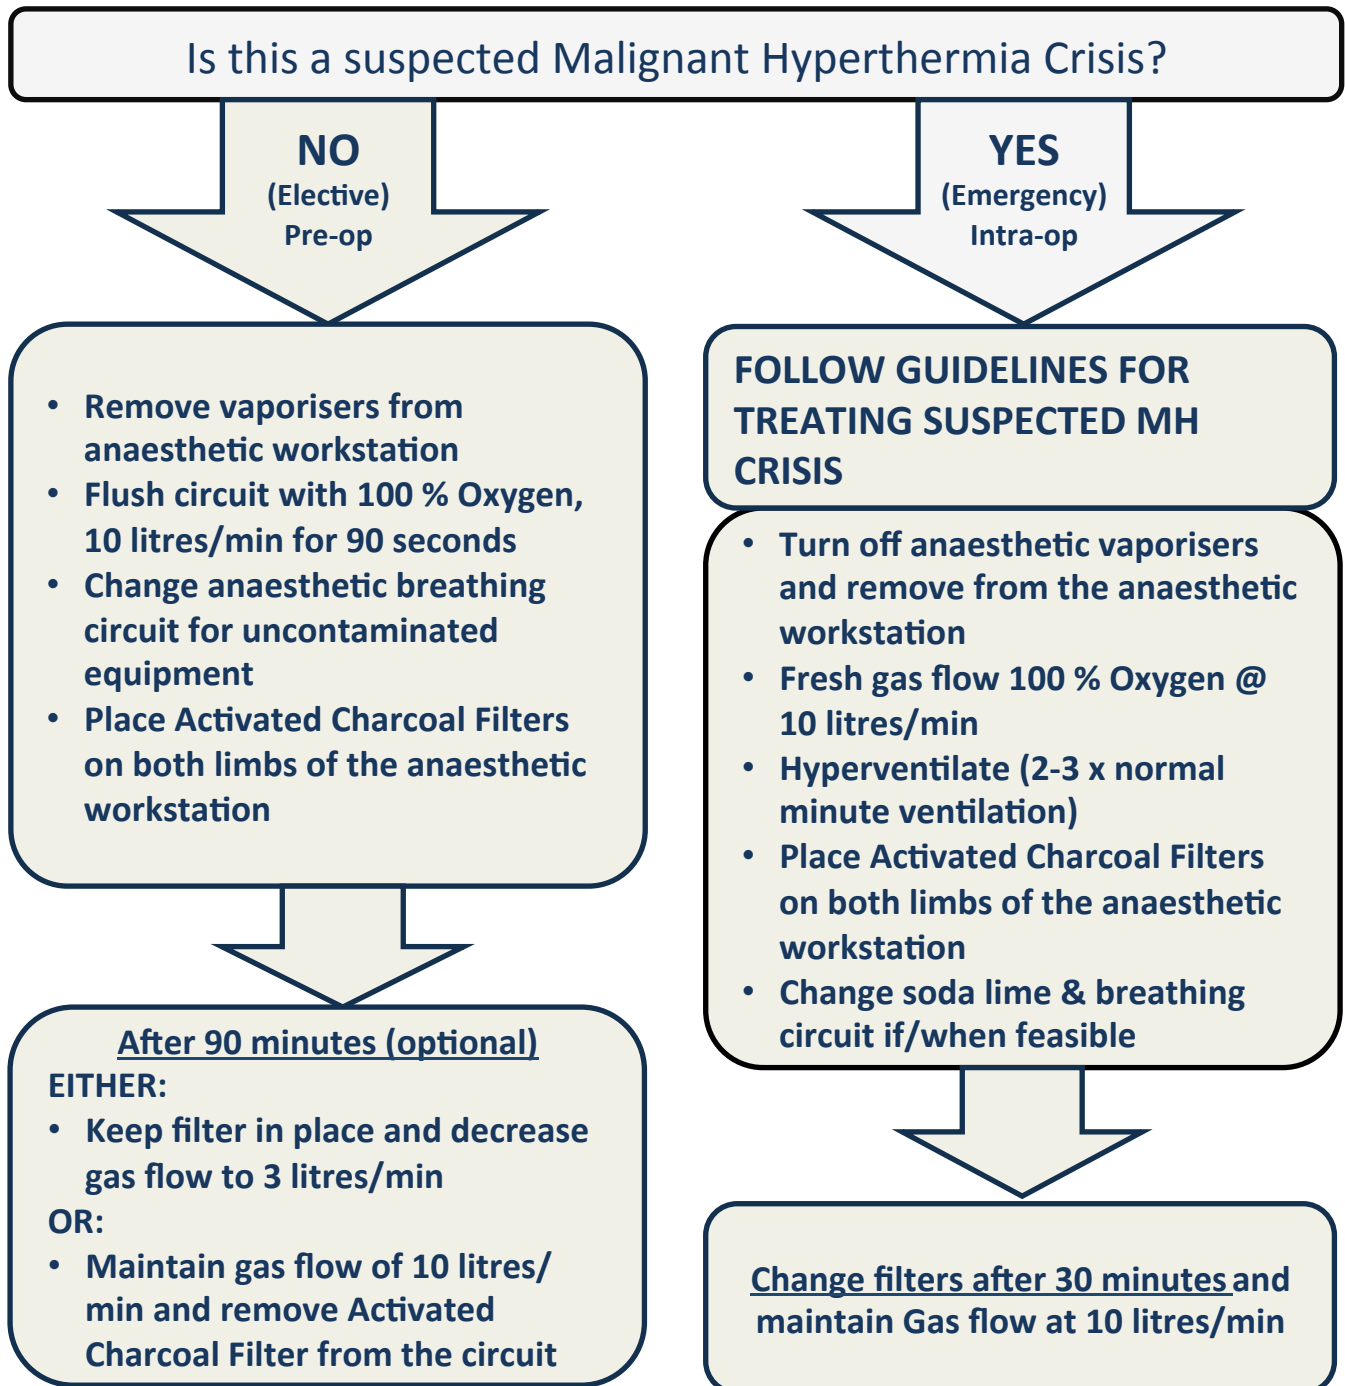 Is this a suspected Malignant Hyperthermia Crisis?
NO
(Elective)
Pre-op
• Remove vaporisers from
anaesthetic workstation
• Flush circuit with 100 % Oxygen,
10 litres/min for 90 seconds
• Change anaesthetic breathing
circuit for uncontaminated
equipment
• Place Activated Charcoal Filters
on both limbs of the anaesthetic
workstation
After 90 minutes (optional)
EITHER:
• Keep filter in place and decrease
gas flow to 3 litres/min
OR:
• Maintain gas flow of 10 litres/
min and remove Activated
Charcoal Filter from the circuit
YES
(Emergency)
Intra-op
FOLLOW GUIDELINES FOR
TREATING SUSPECTED MH
CRISIS
• Turn off anaesthetic vaporisers
and remove from the anaesthetic
workstation
• Fresh gas flow 100 % Oxygen @
10 litres/min
• Hyperventilate (2-3 x normal
minute ventilation)
• Place Activated Charcoal Filters
on both limbs of the anaesthetic
workstation
• Change soda lime & breathing
circuit if/when feasible
Change filters after 30 minutes and
maintain Gas flow at 10 litres/min